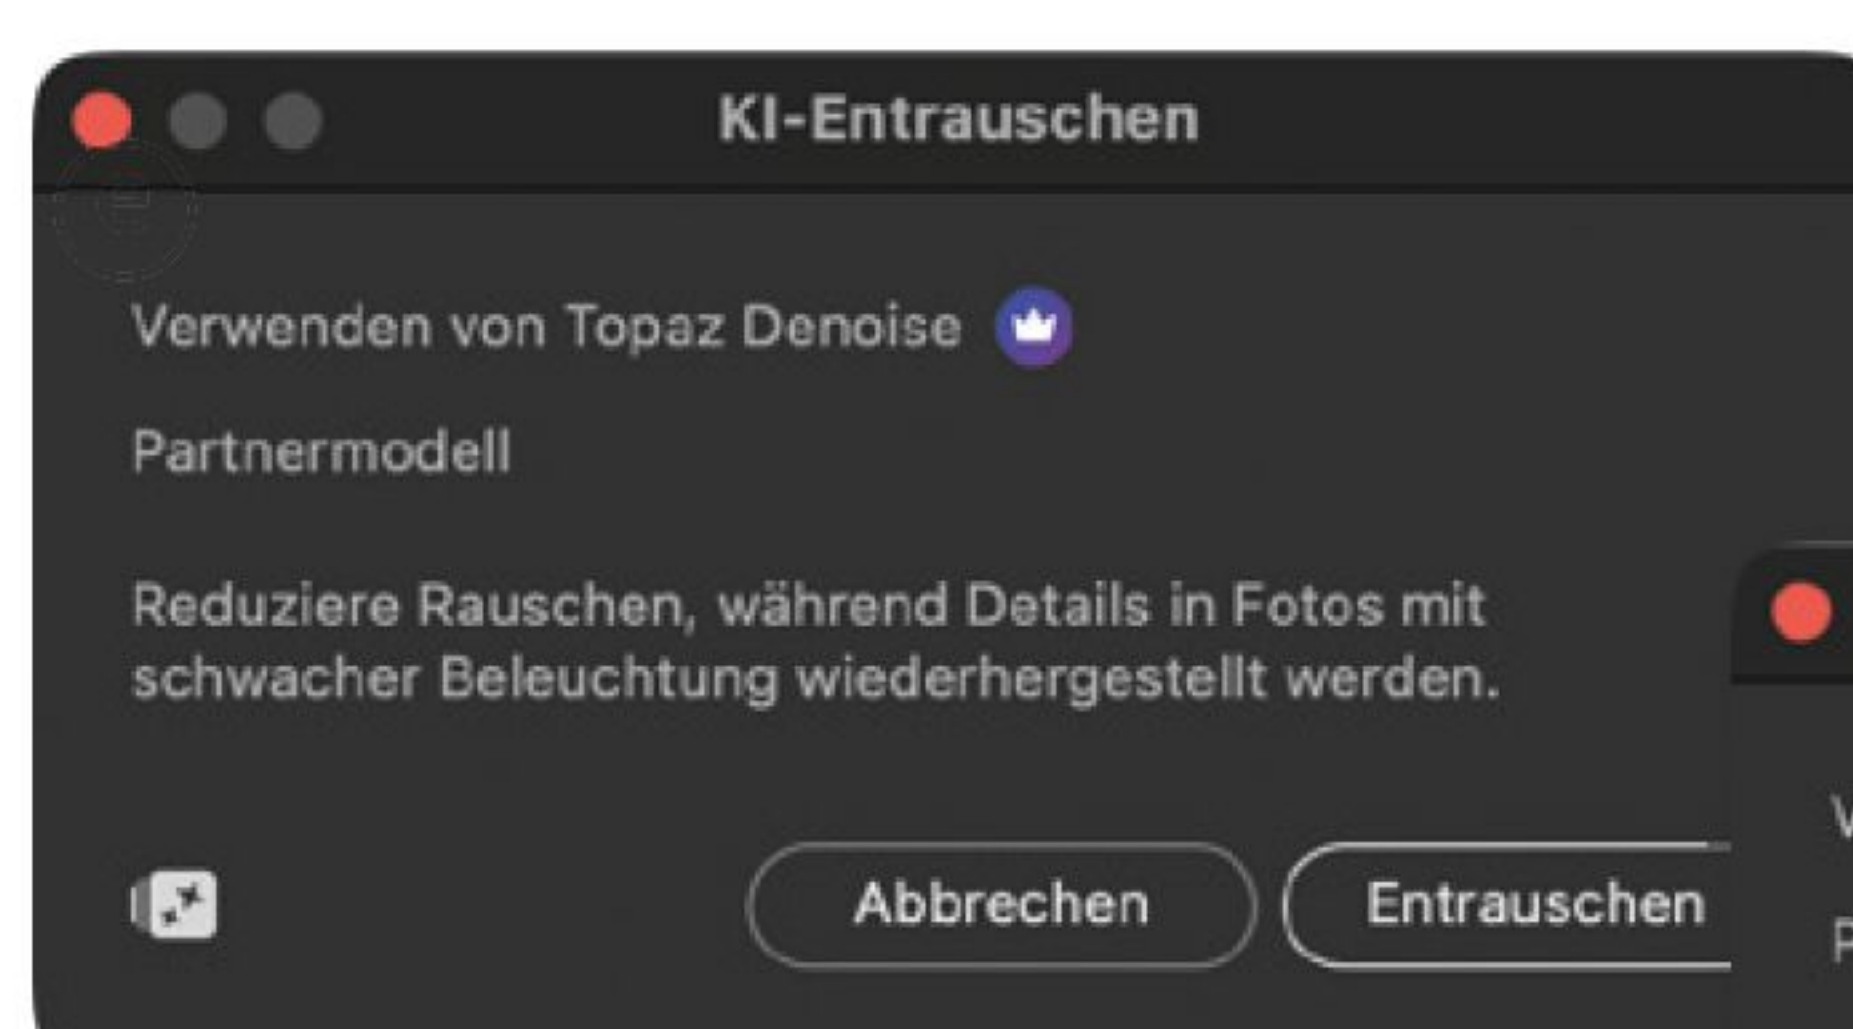 KI-Entrauschen
Verwenden von Topaz Denoise
Partnermodell
Reduziere Rauschen, während Details in Fotos mit
schwacher Beleuchtung wiederhergestellt werden.
Abbrechen
Entrauschen